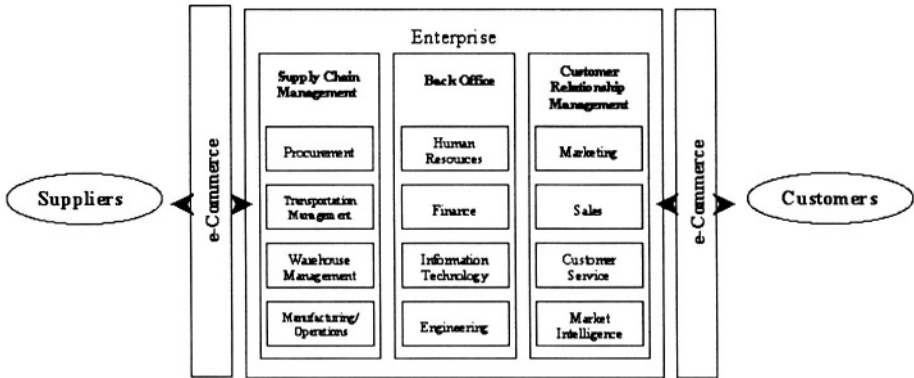 Enterprise
Supply Chain
Management
Back Office
Customer
Relationship
Management
Procurement
Human
Resources
Marketing
Suppliers
e-Commerce
Transportation
Management
Finance
Sales
e-Commerce
Customers
Warehouse
Management
Information
Technology
Customer
Service
Manufacturing/
Operations
Engineering
Market
Intelligence